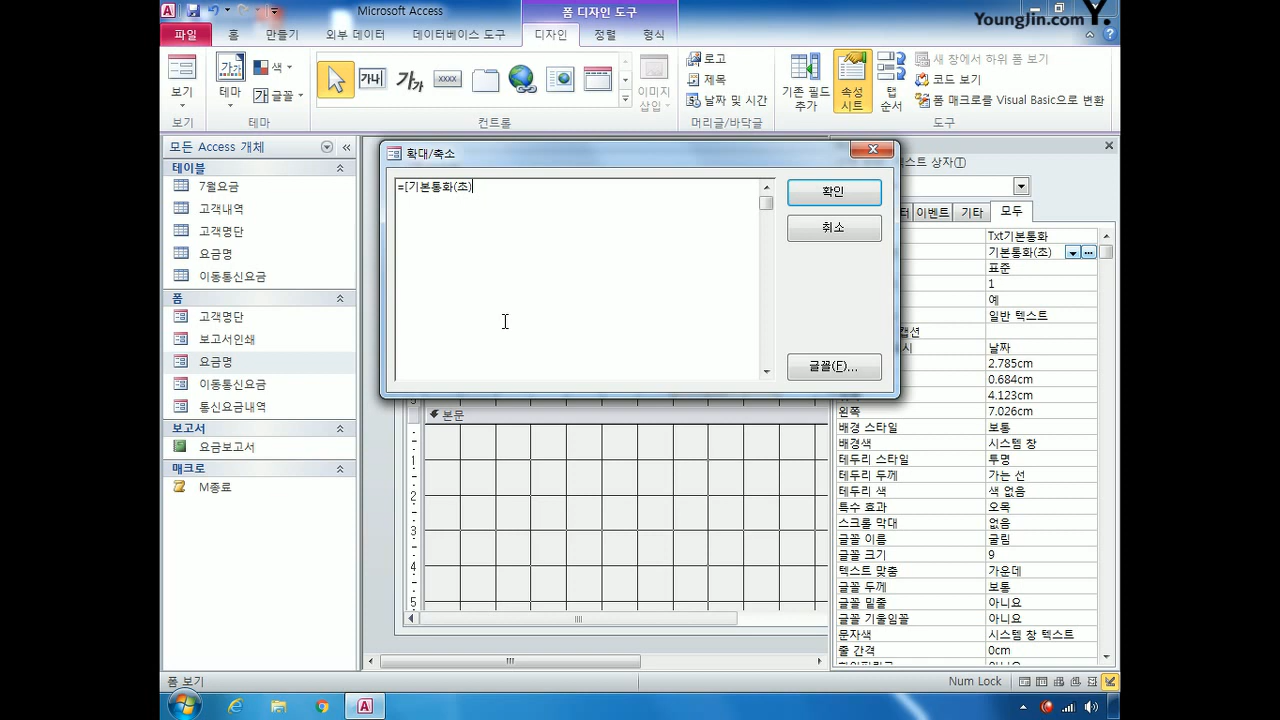 Microsoft Access
폼 디자인 도구
YoungJin.com Y.
파일
홈
만들기
외부 데이터
데이터베이스 도구
디자인
정렬
형식
보기
테마
색
글꼴
가나
가가
XXXX
이미지
삽입
로고
제목
날짜 및 시간
기존 필드
추가
속성
시트
탭
순서
새 창에서 하위 폼 보기
코드 보기
폼 매크로를 Visual Basic으로 변환
보기
테마
컨트롤
머리글/바닥글
도구
모든 Access 개체
테이블
7월요금
고객내역
고객명단
요금명
이동통신요금
폼
고객명단
보고서인쇄
요금명
이동통신요금
통신요금내역
보고서
요금보고서
매크로
M종료
확대/축소
=[기본통화(초)
확인
취소
글꼴(F)...
본문
1
2
3
4
5
이벤트
기타
모두
Txt기본통화
기본통화(초)
표준
1
예
일반 텍스트
날짜
2.785cm
0.684cm
4.123cm
왼쪽 7.026cm
배경 스타일 보통
배경색 시스템 창
테두리 스타일 투명
테두리 두께 가는 선
테두리 색 색 없음
특수 효과 오목
스크롤 막대 없음
글꼴 이름 굴림
글꼴 크기 9
텍스트 맞춤 가운데
글꼴 두께 보통
글꼴 밑줄 아니요
글꼴 기울임꼴 아니요
문자색 시스템 창 텍스트
줄 간격 0cm
폼 보기
Num Lock